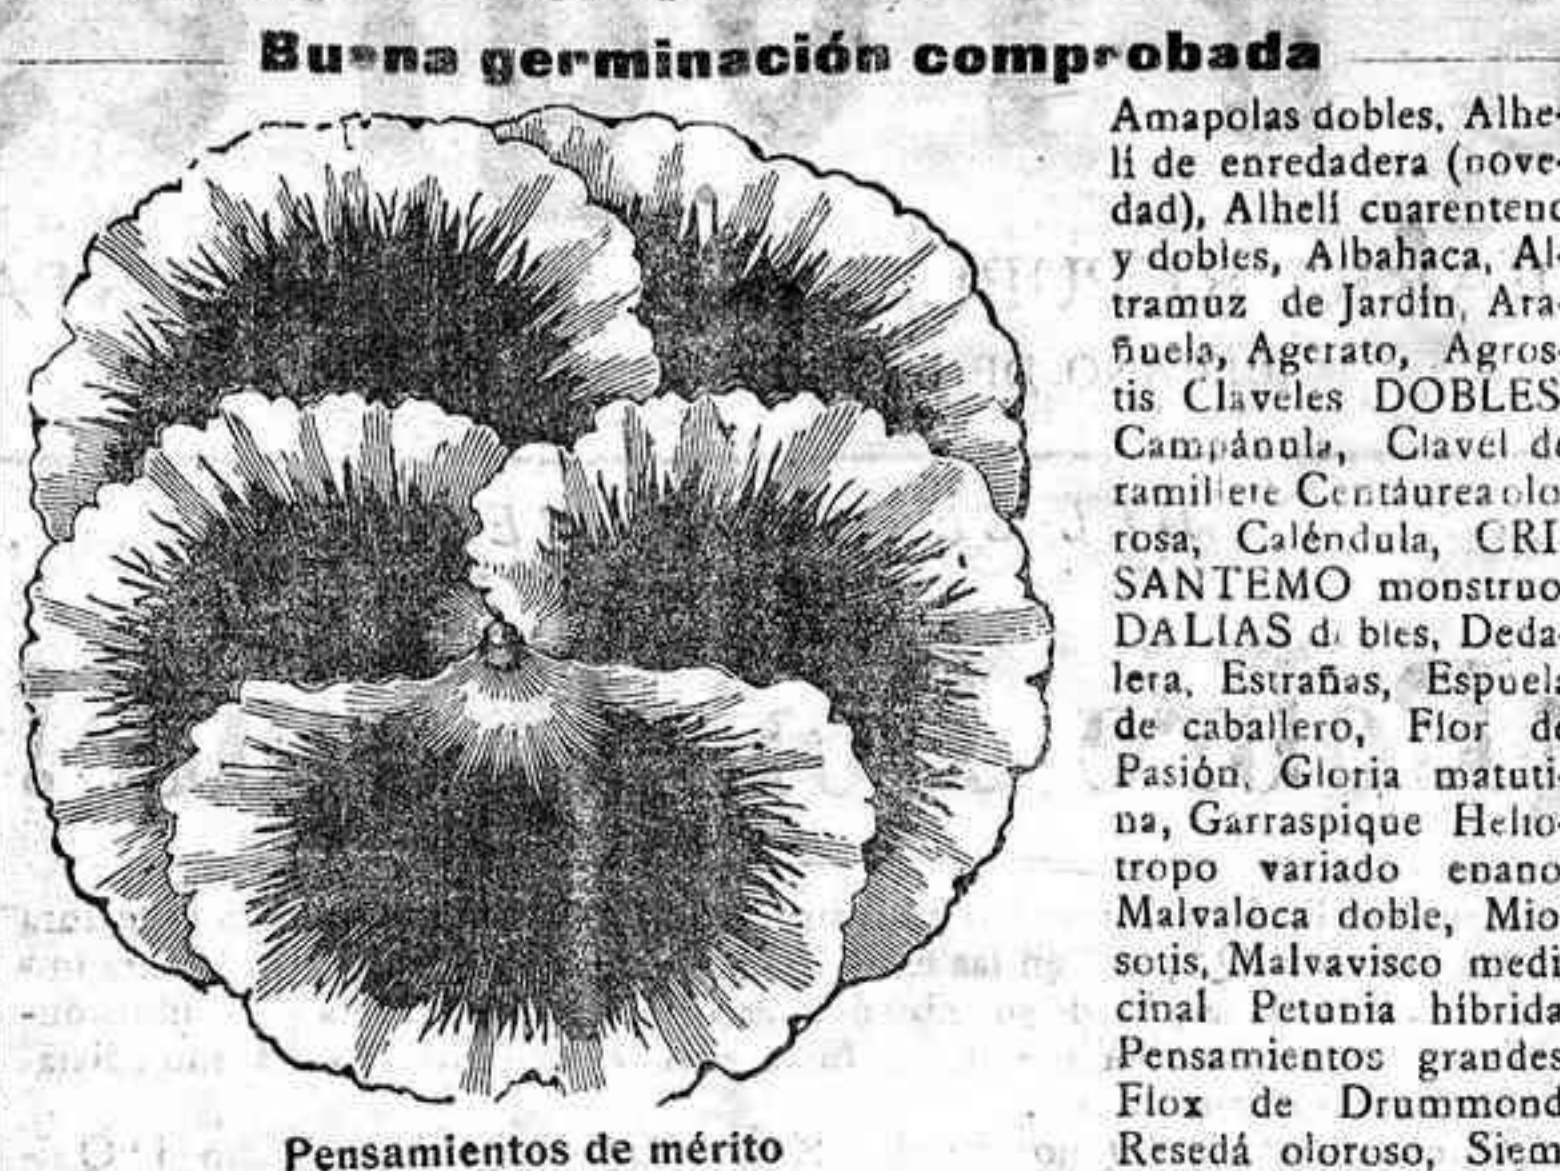 Buena germinación comprobada
Amapolas dobles, Alhe-
lí de enredadera (nove-
dad), Alhelí cuarenteno
y dobles, Albahaca, Al-
tramuz de Jardín, Ara-
ñuela, Agerato, Agros-
tis Claveles DOBLES,
Campánula, Clavel de
ramillete Centáurea olo
rosa, Caléndula, CRI
SANTEMO monstruo,
DALIAS dobles, Deda-
lera, Estrañas, Espuela
de caballero, Flor de
Pasión, Gloria matuti-
na, Garraspique Helio-
tropo variado enano,
Malvaloca doble, Mio-
sotis, Malvavisco medi
cinal Petunia híbrida
Pensamientos grandes
Flox de Drummond
Resedá oloroso, Siem
Pensamientos de mérito